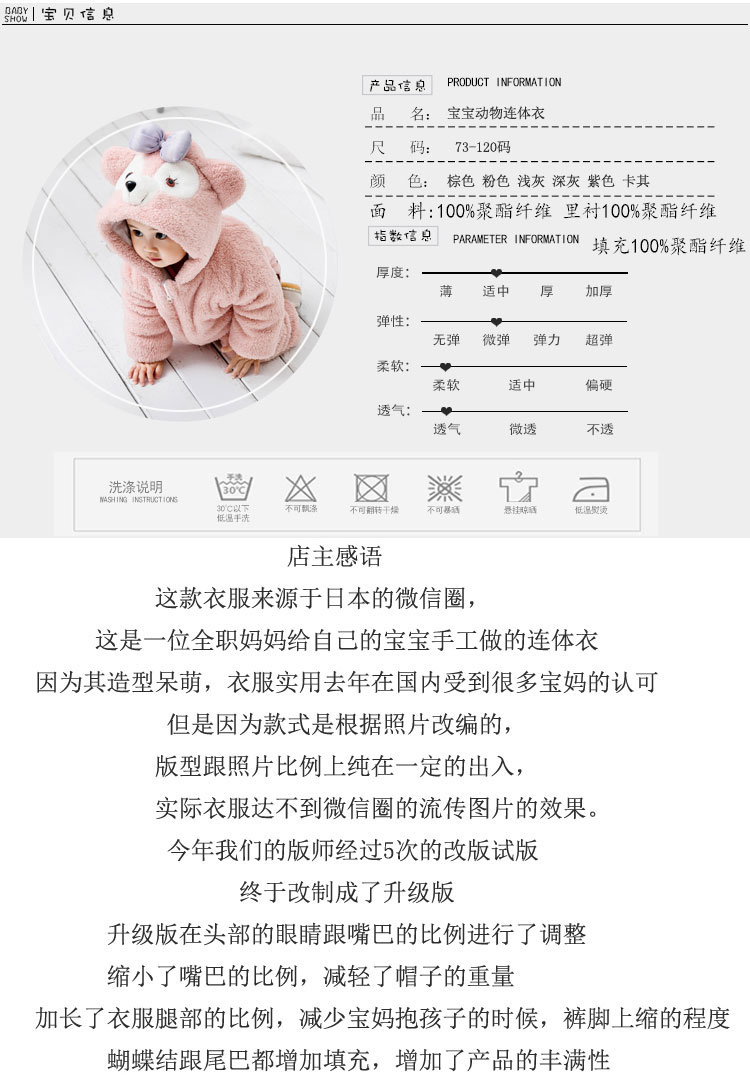 BABY SHOW 宝贝信息
产品信息 PRODUCT INFORMATION
品 名: 宝宝动物连体衣
尺 码: 73-120码
颜 色: 棕色 粉色 浅灰 深灰 紫色 卡其
面 料:100%聚酯纤维 里衬100%聚酯纤维
指数信息 PARAMETER INFORMATION 填充100%聚酯纤维
厚度:
薄 适中 厚 加厚
弹性:
无弹 微弹 弹力 超弹
柔软:
柔软 适中 偏硬
透气:
透气 微透 不透
洗涤说明
WASHING INSTRUCTIONS
手洗
30℃
30℃以下 低温手洗
不可飘涤
不可翻转干燥
不可暴晒
悬挂晾晒
低温熨烫
店主感语
这款衣服来源于日本的微信圈，
这是一位全职妈妈给自己的宝宝手工做的连体衣
因为其造型呆萌，衣服实用去年在国内受到很多宝妈的认可
但是因为款式是根据照片改编的，
版型跟照片比例上纯在一定的出入，
实际衣服达不到微信圈的流传图片的效果。
今年我们的版师经过5次的改版试版
终于改制成了升级版
升级版在头部的眼睛跟嘴巴的比例进行了调整
缩小了嘴巴的比例，减轻了帽子的重量
加长了衣服腿部的比例，减少宝妈抱孩子的时候，裤脚上缩的程度
蝴蝶结跟尾巴都增加填充，增加了产品的丰满性